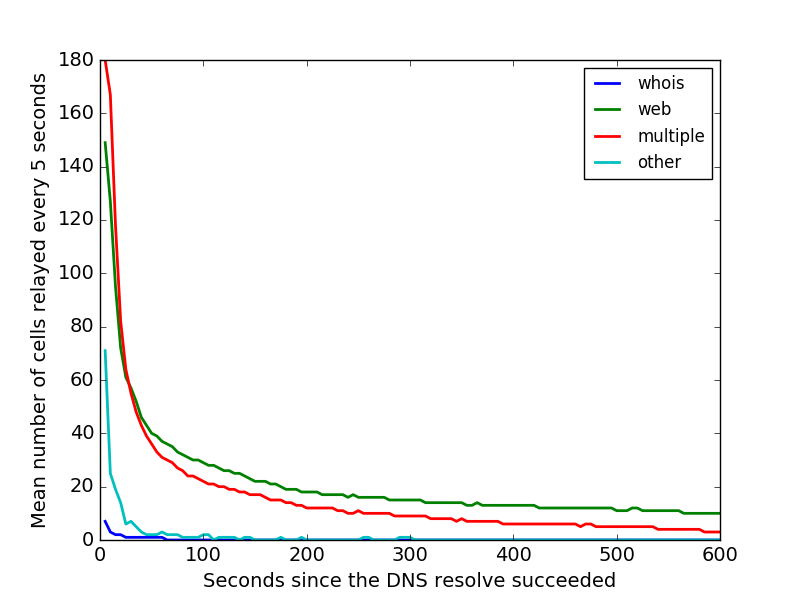 180
160
140
120
100
80
60
40
20
0
Mean number of cells relayed every 5 seconds
whois
web
multiple
other
0 100 200 300 400 500 600
Seconds since the DNS resolve succeeded